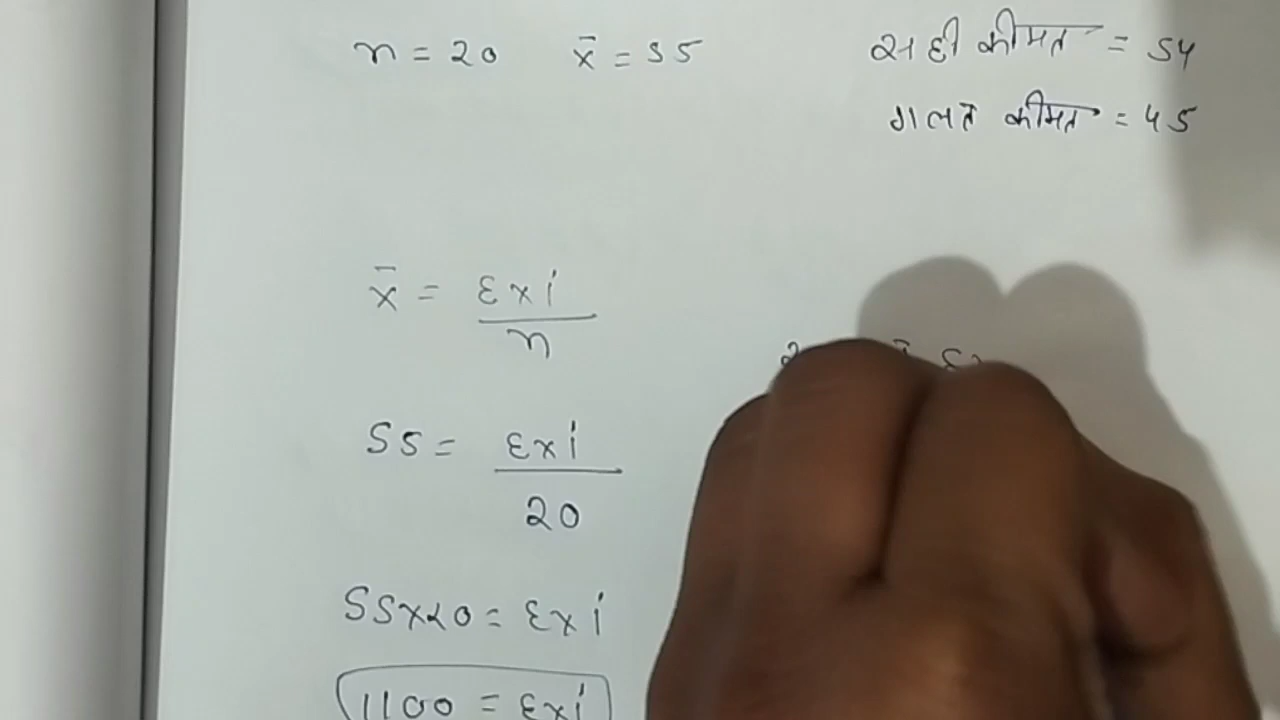 n = 20 x̄ = 55 सही कीमत = 54
गलत कीमत = 45
x̄ = Σxi
n
55 = Σxi
20
55×20 = Σxi
1100 = Σxi